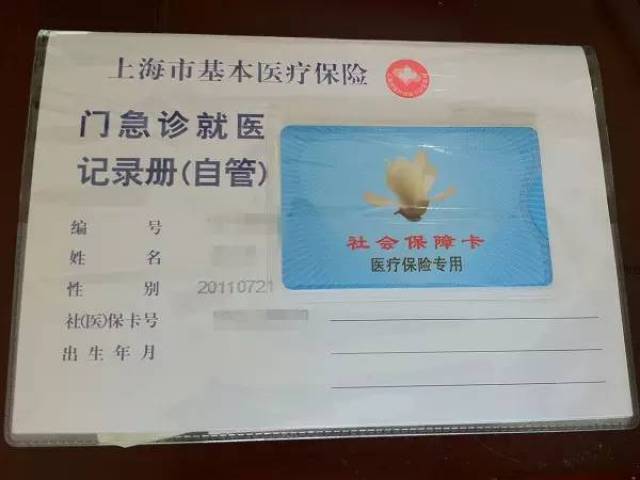 上海市基本医疗保险
门急诊就医
记录册(自管)
社会保障卡
医疗保险专用
编 号
姓 名
性 别 20110721
社(医)保卡号
出生年月